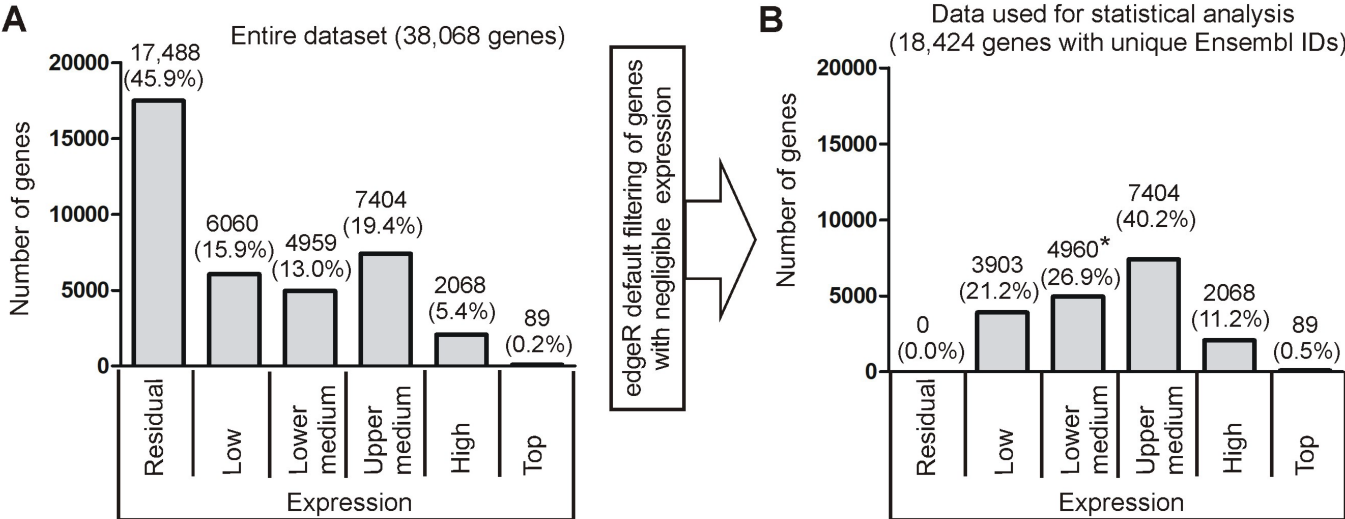 A
Entire dataset (38,068 genes)
Number of genes
20000
15000
10000
5000
0
17,488
(45.9%)
6060
(15.9%)
4959
(13.0%)
7404
(19.4%)
2068
(5.4%)
89
(0.2%)
Residual
Low
Lower
medium
Upper
medium
High
Top
Expression
edgeR default filtering of genes
with negligible expression
B
Data used for statistical analysis
(18,424 genes with unique Ensembl IDs)
Number of genes
20000
15000
10000
5000
0
0
(0.0%)
3903
(21.2%)
4960*
(26.9%)
7404
(40.2%)
2068
(11.2%)
89
(0.5%)
Residual
Low
Lower
medium
Upper
medium
High
Top
Expression